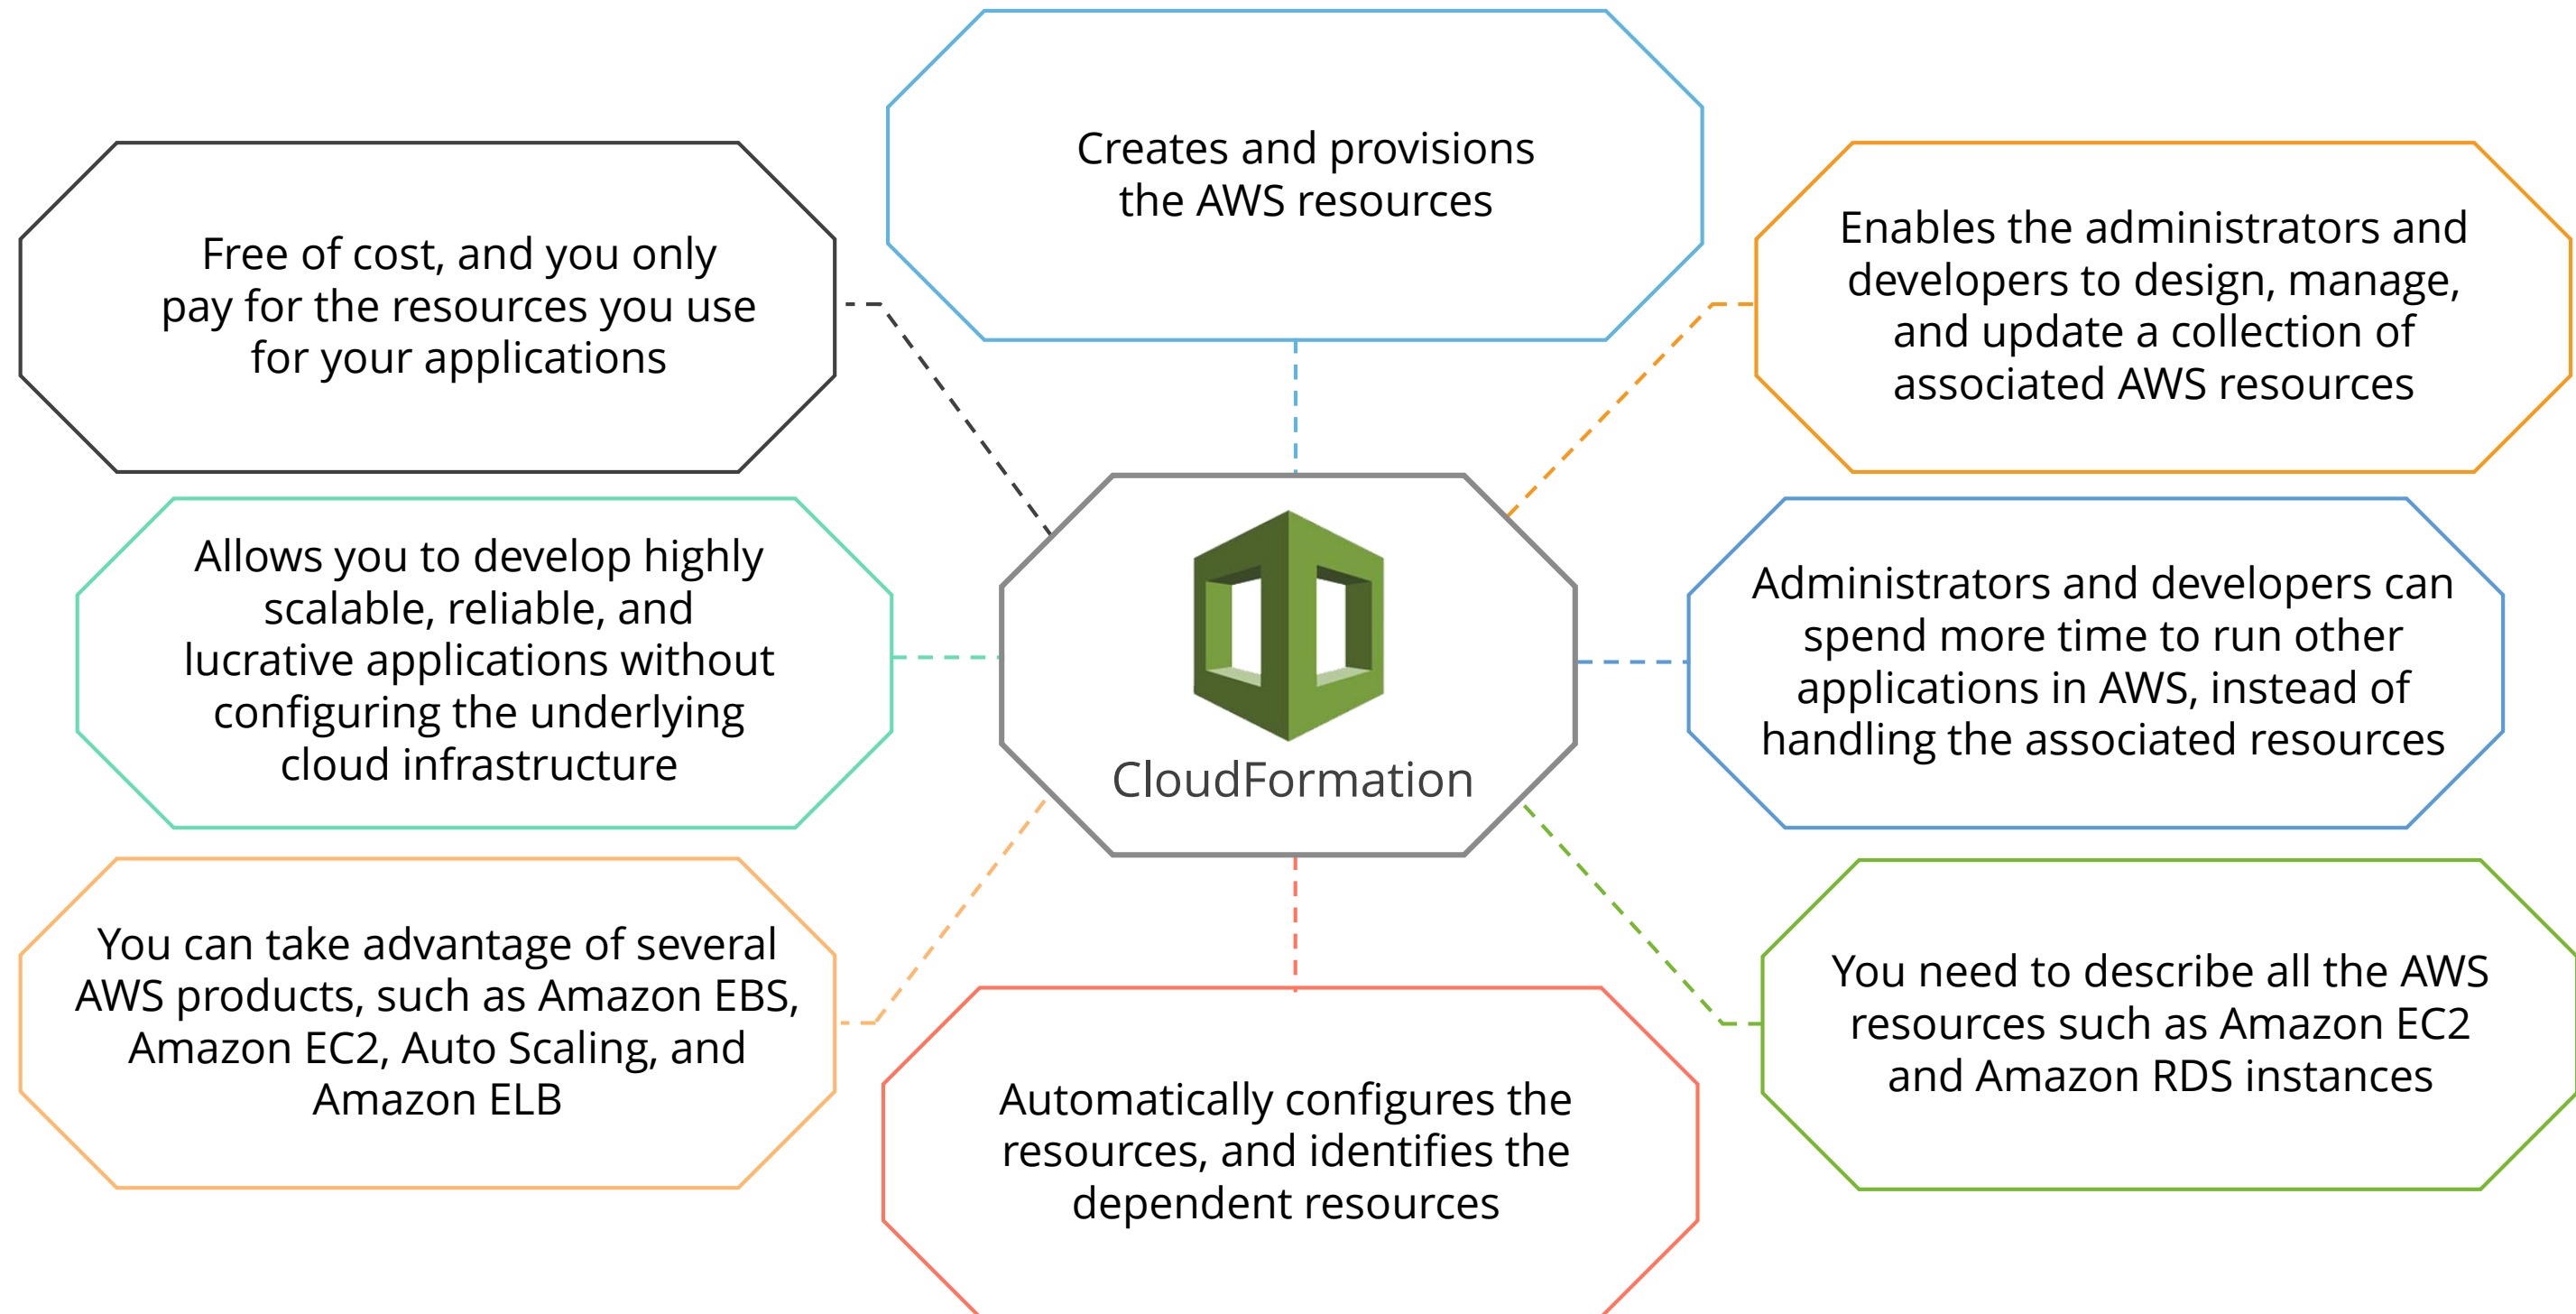 Creates and provisions
the AWS resources
Free of cost, and you only
pay for the resources you use
for your applications
Enables the administrators and
developers to design, manage,
and update a collection of
associated AWS resources
Allows you to develop highly
scalable, reliable, and
lucrative applications without
configuring the underlying
cloud infrastructure
CloudFormation
Administrators and developers can
spend more time to run other
applications in AWS, instead of
handling the associated resources
You can take advantage of several
AWS products, such as Amazon EBS,
Amazon EC2, Auto Scaling, and
Amazon ELB
Automatically configures the
resources, and identifies the
dependent resources
You need to describe all the AWS
resources such as Amazon EC2
and Amazon RDS instances